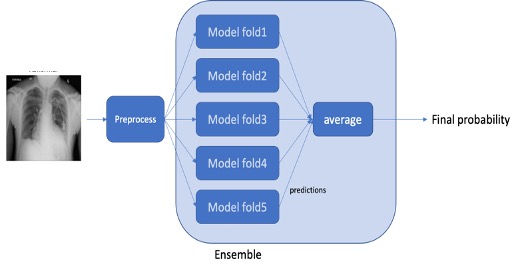 Model fold1
Model fold2
Preprocess
Model fold3
average
Final probability
Model fold4
predictions
Model fold5
Ensemble